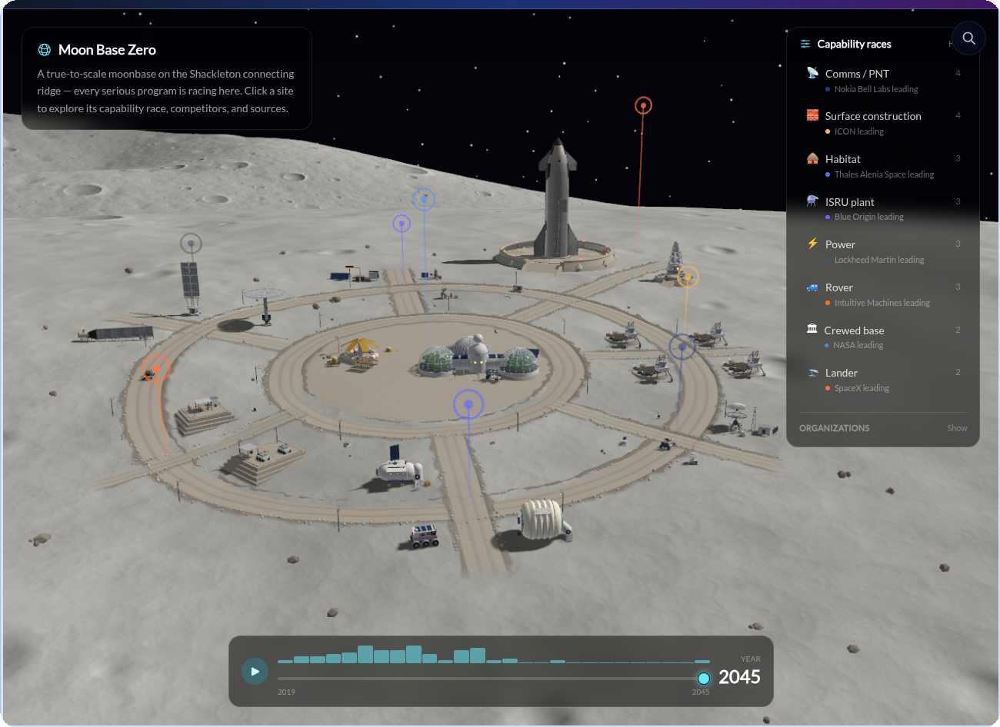 Moon Base Zero
A true-to-scale moonbase on the Shackleton connecting
ridge — every serious program is racing here. Click a site
to explore its capability race, competitors, and sources.
Capability races
Comms / PNT 4
Nokia Bell Labs leading
Surface construction 4
ICON leading
Habitat 3
Thales Alenia Space leading
ISRU plant 3
Blue Origin leading
Power 3
Lockheed Martin leading
Rover 3
Intuitive Machines leading
Crewed base 2
NASA leading
Lander 2
SpaceX leading
ORGANIZATIONS Show
YEAR
2045
2019 2045